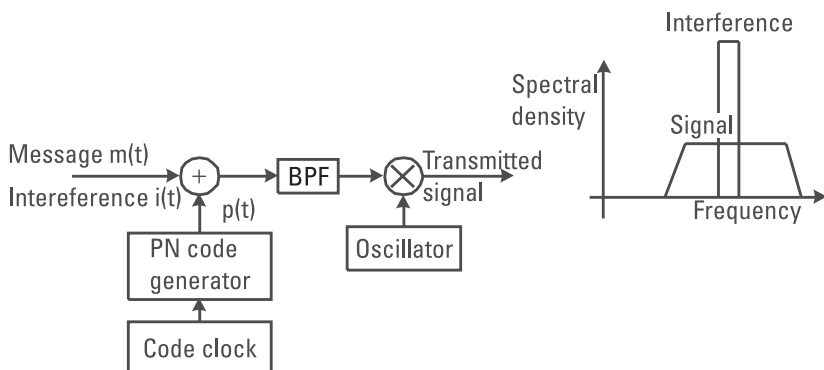 Message m(t)
Intereference i(t)
+
p(t)
PN code
generator
Code clock
BPF
Oscillator
Transmitted
signal
Spectral
density
Interference
Signal
Frequency